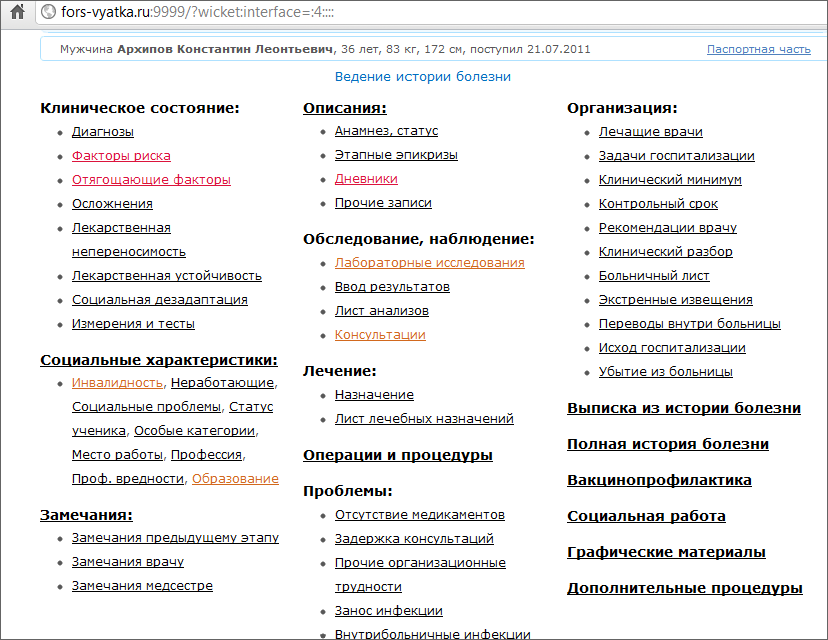 fors-vyatka.ru:9999/?wicket:interface=:4::::
Мужчина Архипов Константин Леонтьевич, 36 лет, 83 кг, 172 см, поступил 21.07.2011
Паспортная часть
Ведение истории болезни
Клиническое состояние:
Диагнозы
Факторы риска
Отягощающие факторы
Осложнения
Лекарственная
непереносимость
Лекарственная устойчивость
Социальная дезадаптация
Измерения и тесты
Социальные характеристики:
Инвалидность, Неработающие,
Социальные проблемы, Статус
ученика, Особые категории,
Место работы, Профессия,
Проф. вредности, Образование
Замечания:
Замечания предыдущему этапу
Замечания врачу
Замечания медсестре
Описания:
Анамнез, статус
Этапные эпикризы
Дневники
Прочие записи
Обследование, наблюдение:
Лабораторные исследования
Ввод результатов
Лист анализов
Консультации
Лечение:
Назначение
Лист лечебных назначений
Операции и процедуры
Проблемы:
Отсутствие медикаментов
Задержка консультаций
Прочие организационные
трудности
Занос инфекции
Внутрибольничные инфекции
Организация:
Лечащие врачи
Задачи госпитализации
Клинический минимум
Контрольный срок
Рекомендации врачу
Клинический разбор
Больничный лист
Экстренные извещения
Переводы внутри больницы
Исход госпитализации
Убытие из больницы
Выписка из истории болезни
Полная история болезни
Вакцинопрофилактика
Социальная работа
Графические материалы
Дополнительные процедуры